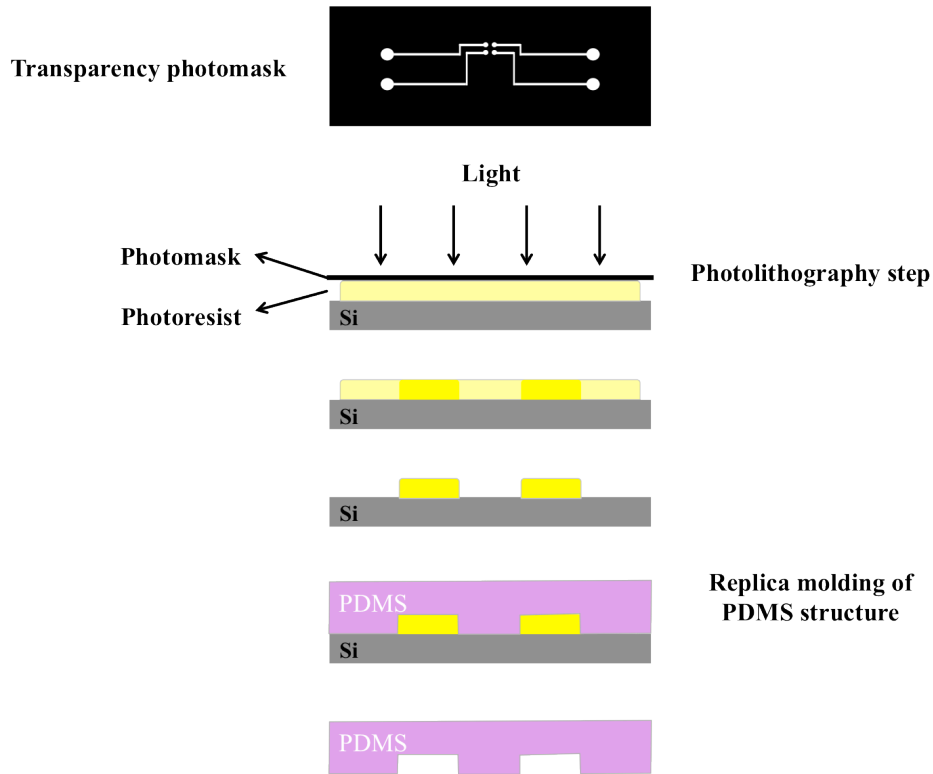 Transparency photomask
Light
Photomask
Photolithography step
Photoresist
Si
Si
Si
Replica molding of
PDMS structure
PDMS
Si
PDMS